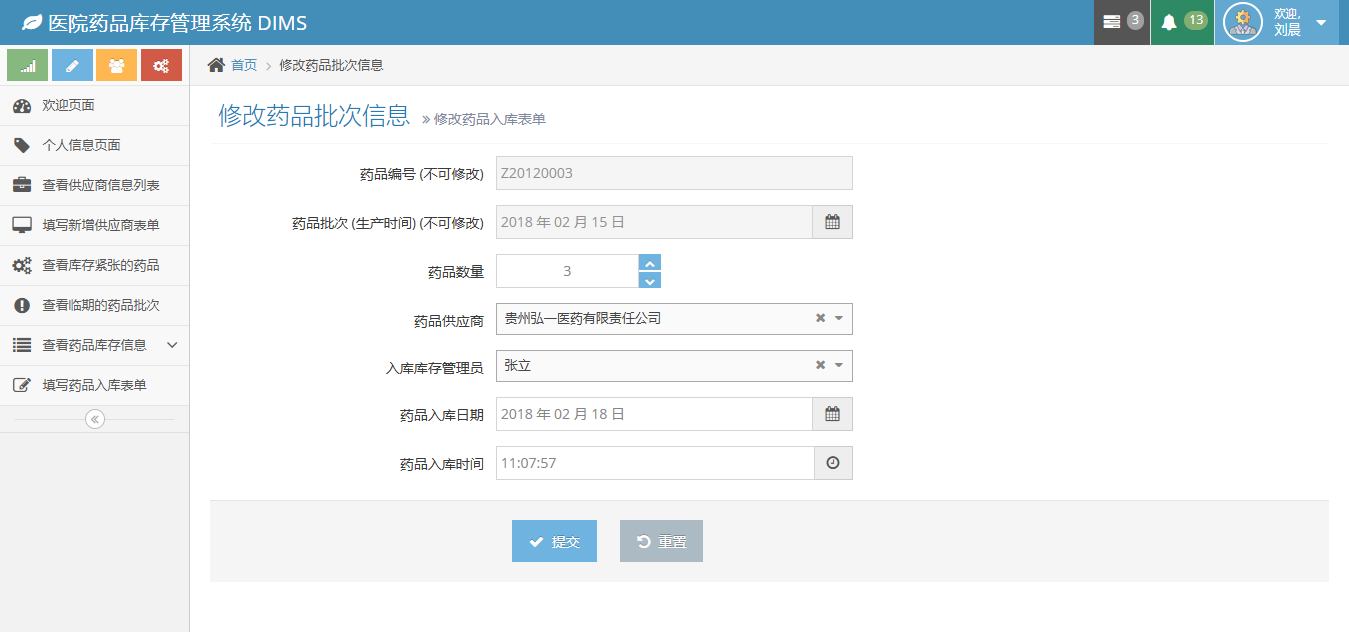 医院药品库存管理系统 DIMS
3
13
欢迎,
刘晨
首页
修改药品批次信息
欢迎页面
个人信息页面
查看供应商信息列表
填写新增供应商表单
查看库存紧张的药品
查看临期的药品批次
查看药品库存信息
填写药品入库表单
修改药品批次信息 » 修改药品入库表单
药品编号 (不可修改) Z20120003
药品批次 (生产时间) (不可修改) 2018 年 02 月 15 日
药品数量 3
药品供应商 贵州弘一医药有限责任公司
入库库存管理员 张立
药品入库日期 2018 年 02 月 18 日
药品入库时间 11:07:57
提交
重置